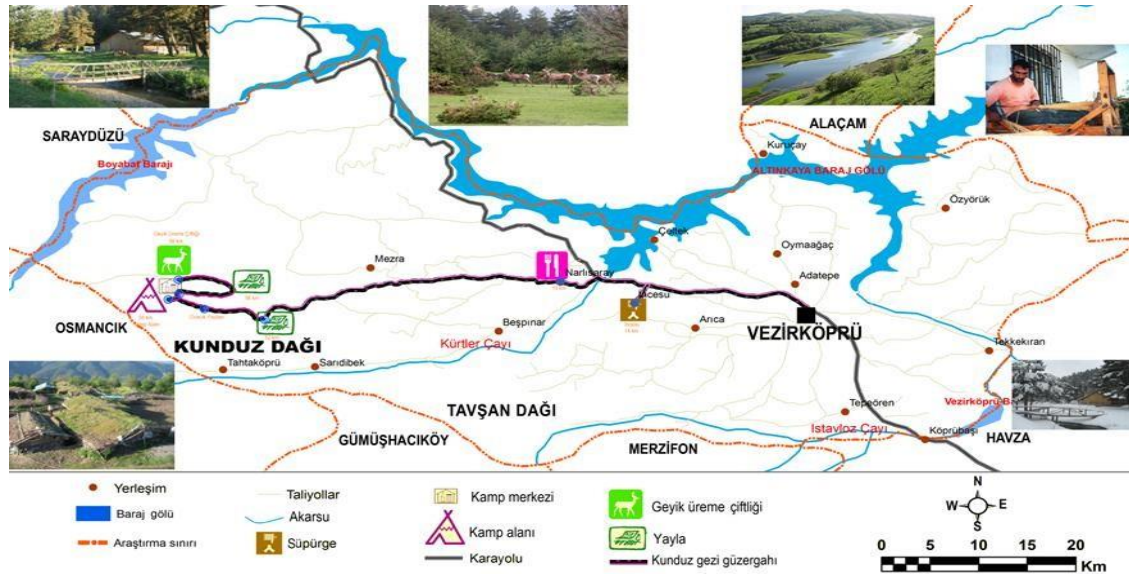 SARAYDÜZÜ
Boyabat Barajı
ALAÇAM
Kuruçay
ALTINKAYA BARAJ GÖLÜ
Özyörük
Çeltek
Oymaağaç
Mezra
Narlısaray
Adatepe
İncesu
OSMANCIK
KUNDUZ DAĞI
Beşpınar
Arıca
VEZİRKÖPRÜ
Kürtler Çayı
Tekkekıran
Tahtaköprü
Sarıdibek
TAVŞAN DAĞI
Tepeören
Vezirköprü
Istavloz Çayı
GÜMÜŞHACIKÖY
MERZİFON
Köprübaşı
HAVZA
Yerleşim
Baraj gölü
Araştırma sınırı
Taliyollar
Akarsu
Süpürge
Kamp merkezi
Kamp alanı
Karayolu
Geyik üreme çiftliği
Yayla
Kunduz gezi güzergahı
N
W E
S
0 5 10 15 20
Km